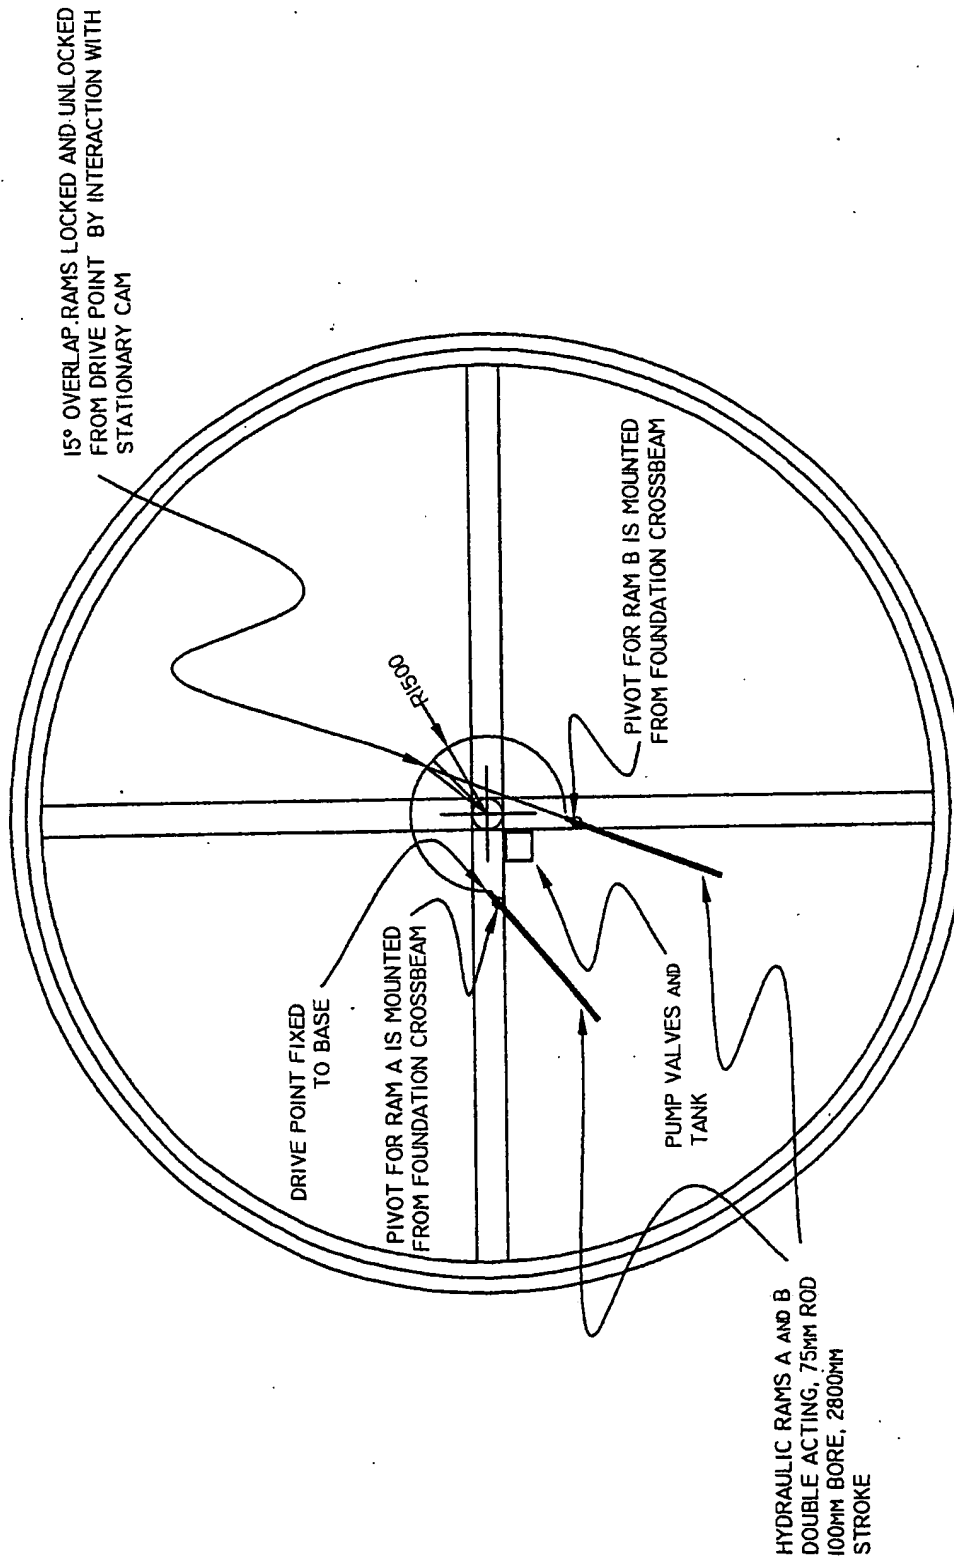 15° OVERLAP.RAMS LOCKED AND UNLOCKED
FROM DRIVE POINT BY INTERACTION WITH
STATIONARY CAM
R1500
PIVOT FOR RAM B IS MOUNTED
FROM FOUNDATION CROSSBEAM
DRIVE POINT FIXED
TO BASE
PIVOT FOR RAM A IS MOUNTED
FROM FOUNDATION CROSSBEAM
PUMP VALVES AND
TANK
HYDRAULIC RAMS A AND B
DOUBLE ACTING, 75MM ROD
100MM BORE, 2800MM
STROKE